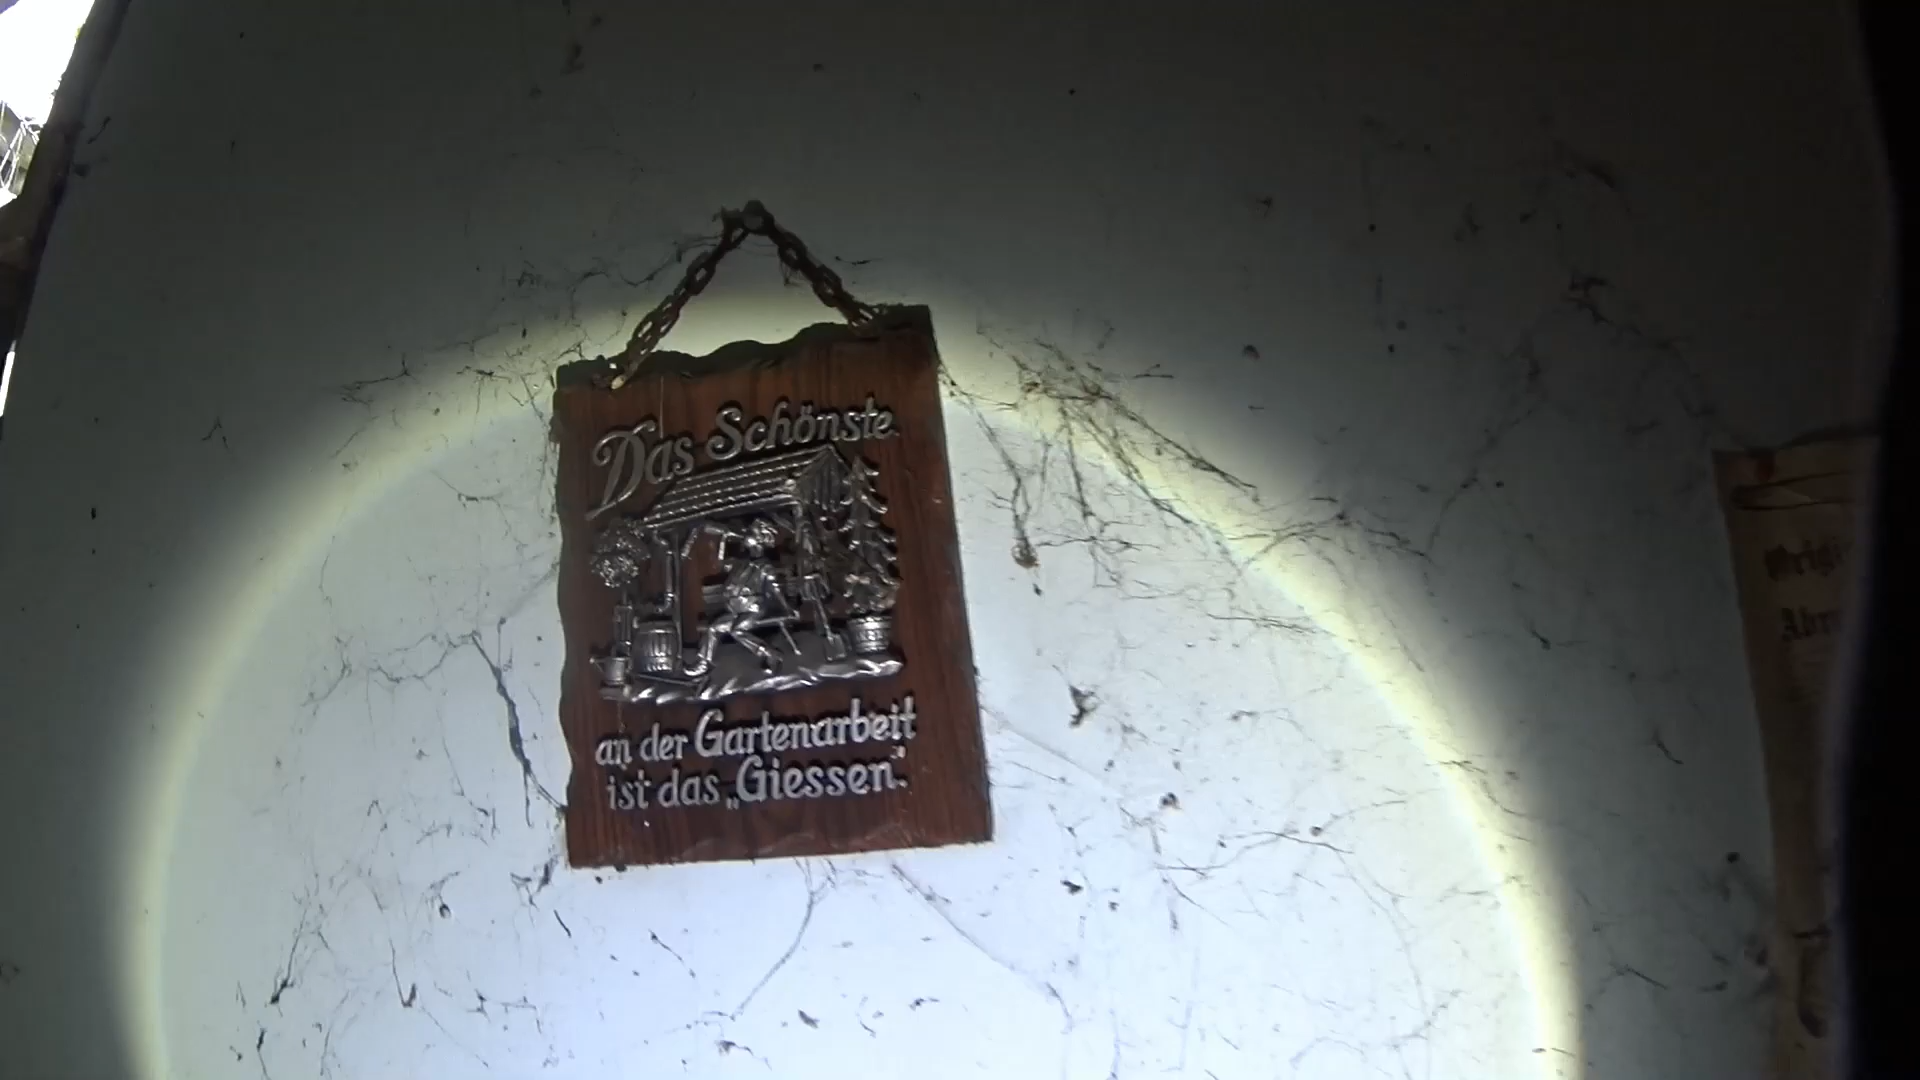 Das Schönste
an der Gartenarbeit
ist das „Giessen“